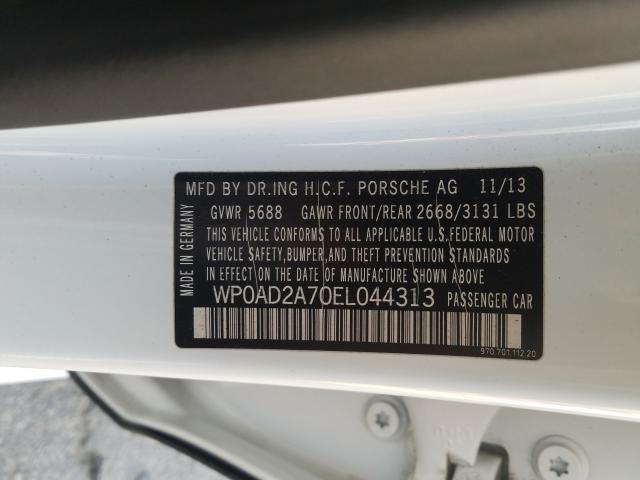 MFD BY DR.ING H.C.F. PORSCHE AG 11/13
GVWR 5688 GAWR FRONT/REAR 2668/3131 LBS
THIS VEHICLE CONFORMS TO ALL APPLICABLE U.S.FEDERAL MOTOR
VEHICLE SAFETY,BUMPER,AND THEFT PREVENTION STANDARDS
IN EFFECT ON THE DATE OF MANUFACTURE SHOWN ABOVE
MADE IN GERMANY
WP0AD2A70EL044313 PASSENGER CAR
970.701.112.20